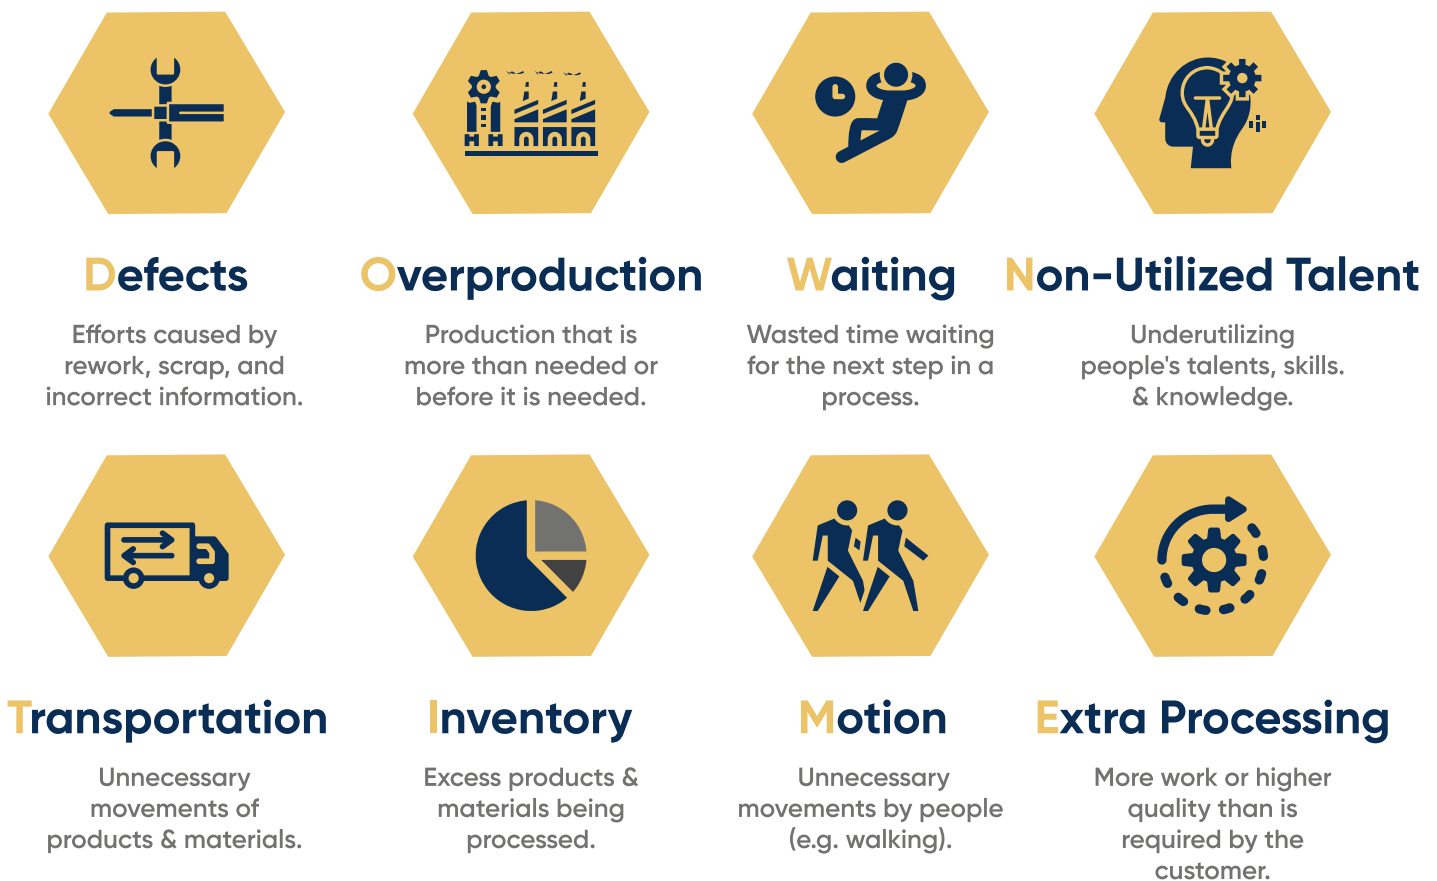 Defects
Efforts caused by
rework, scrap, and
incorrect information.
Overproduction
Production that is
more than needed or
before it is needed.
Waiting
Wasted time waiting
for the next step in a
process.
Non-Utilized Talent
Underutilizing
people's talents, skills.
& knowledge.
Transportation
Unnecessary
movements of
products & materials.
Inventory
Excess products &
materials being
processed.
Motion
Unnecessary
movements by people
(e.g. walking).
Extra Processing
More work or higher
quality than is
required by the
customer.